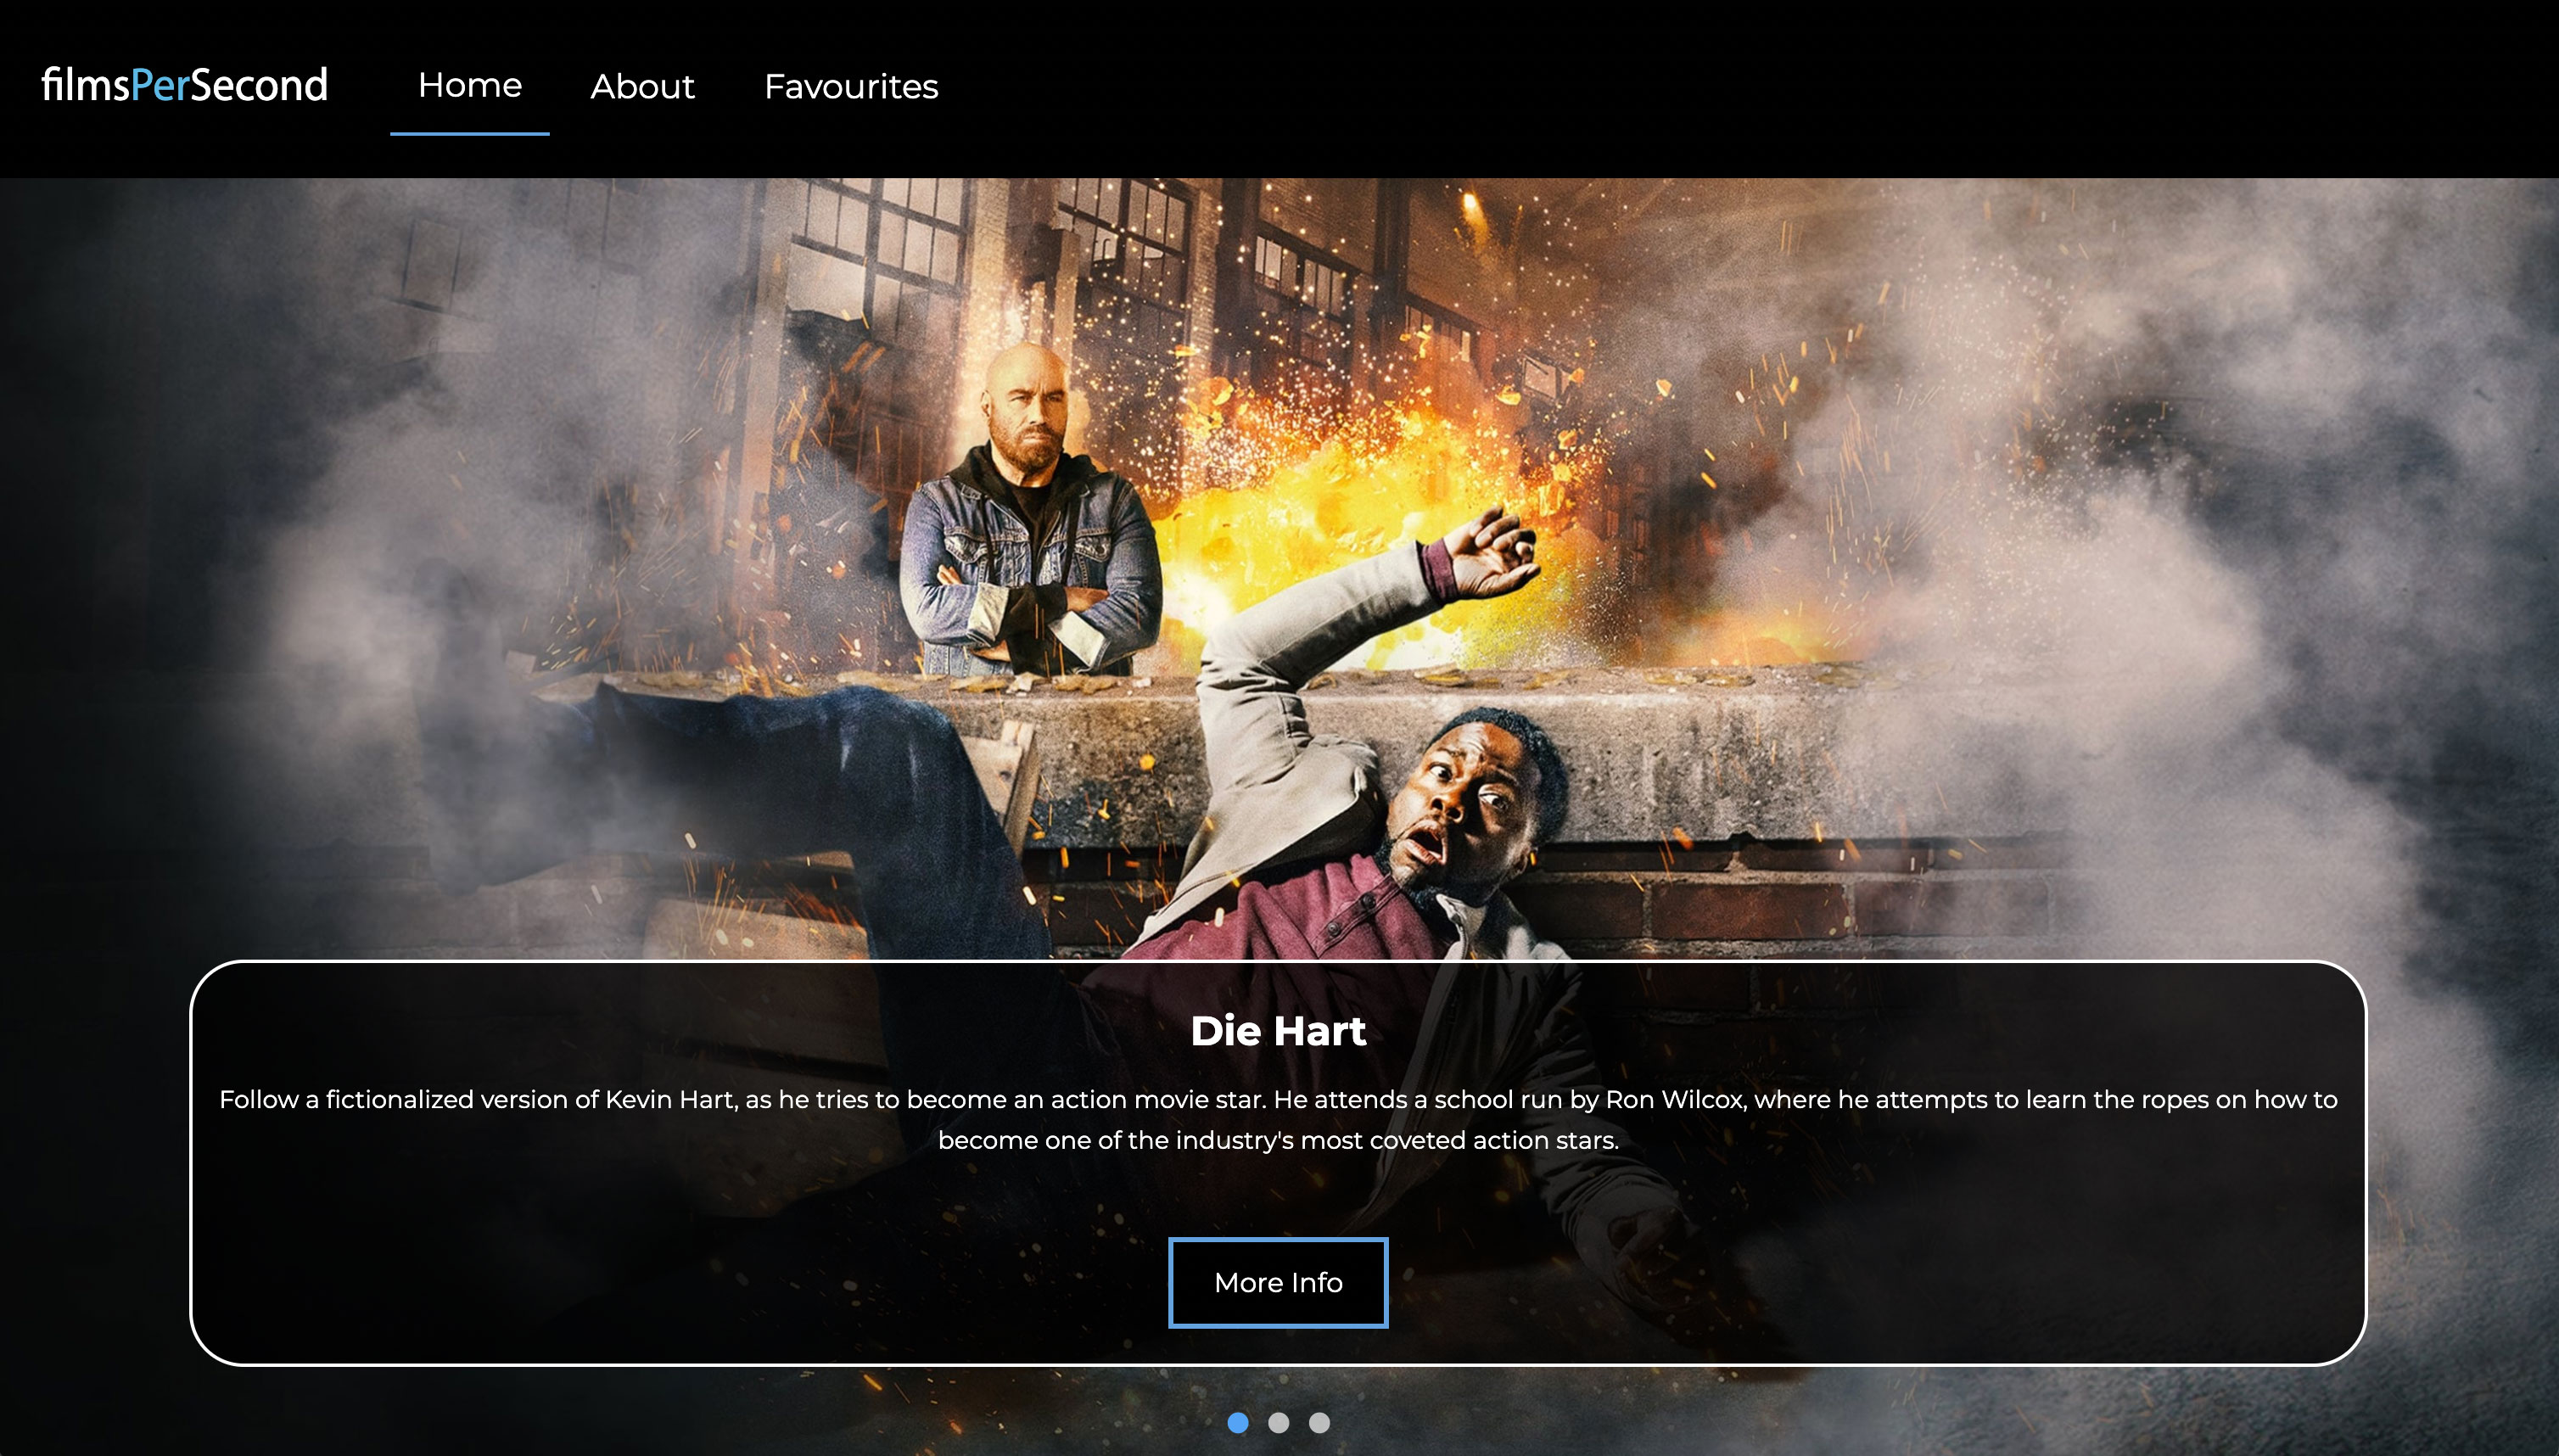 filmsPerSecond
Home
About
Favourites
Die Hart
Follow a fictionalized version of Kevin Hart, as he tries to become an action movie star. He attends a school run by Ron Wilcox, where he attempts to learn the ropes on how to
become one of the industry's most coveted action stars.
More Info